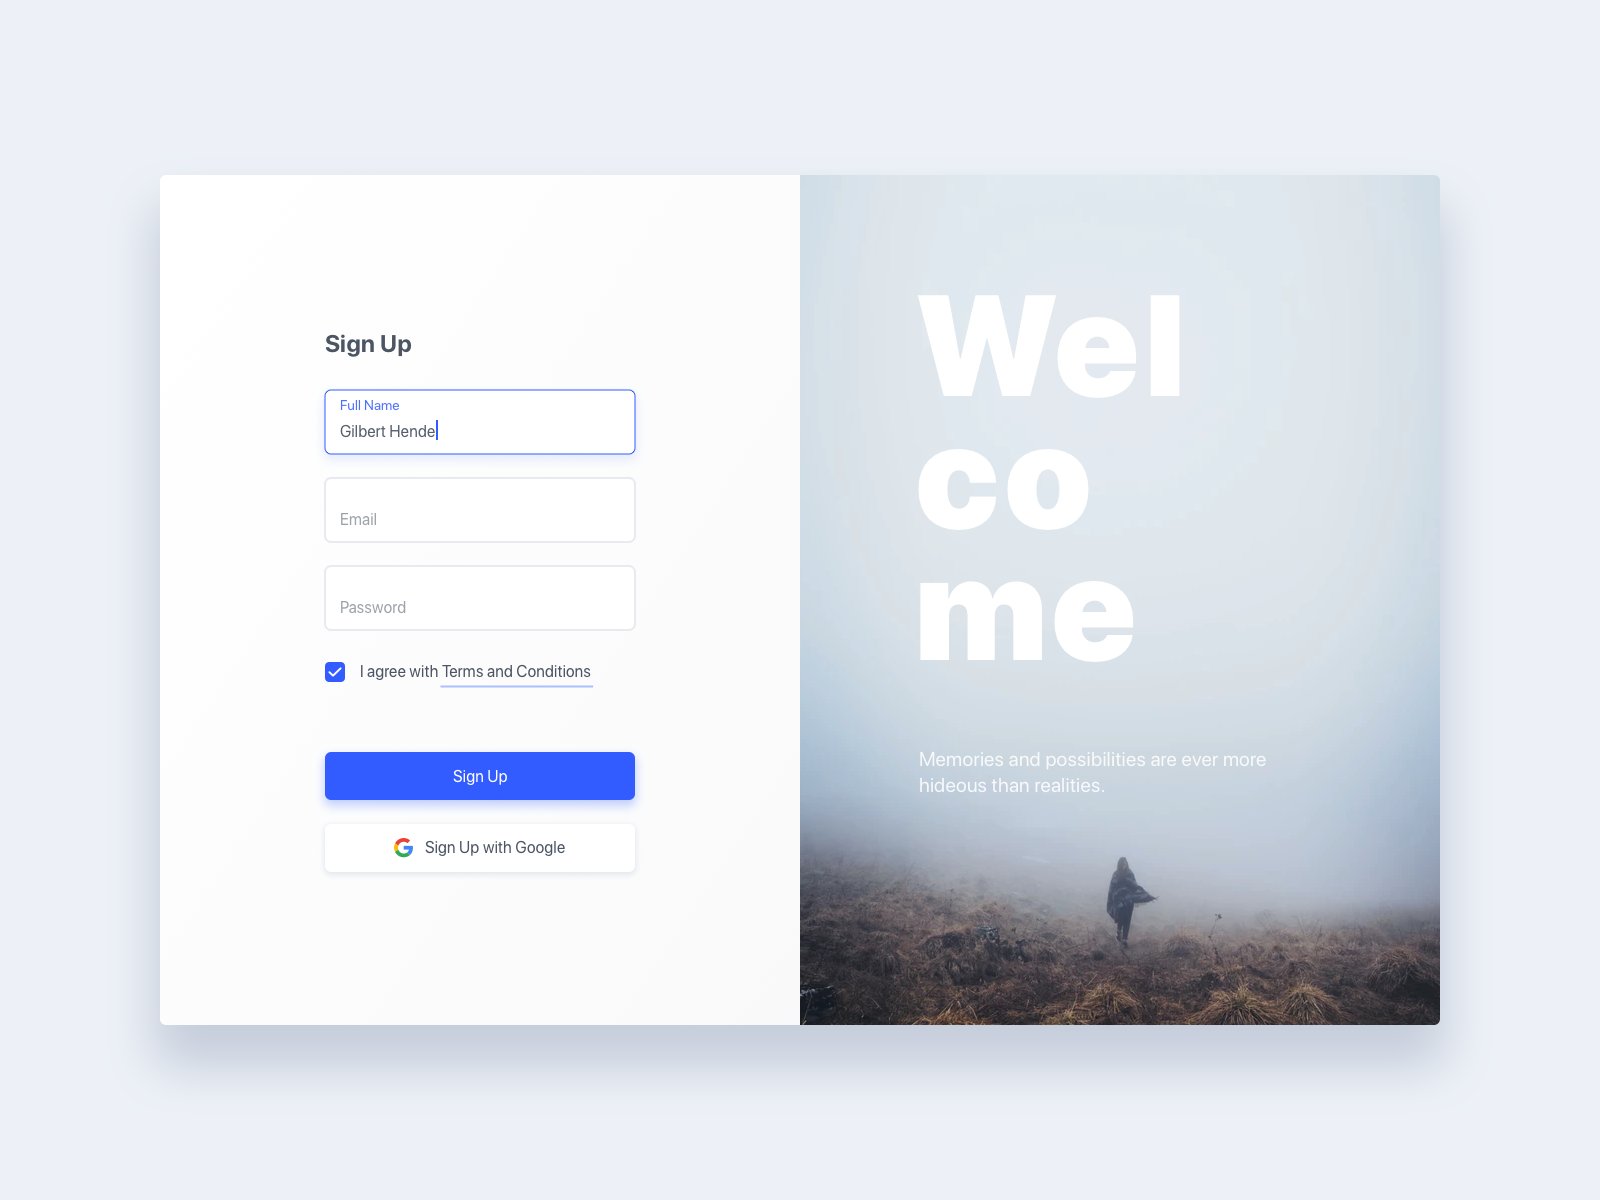 Sign Up
Full Name
Gilbert Hende
Email
Password
I agree with Terms and Conditions
Sign Up
Sign Up with Google
Wel
co
me
Memories and possibilities are ever more
hideous than realities.